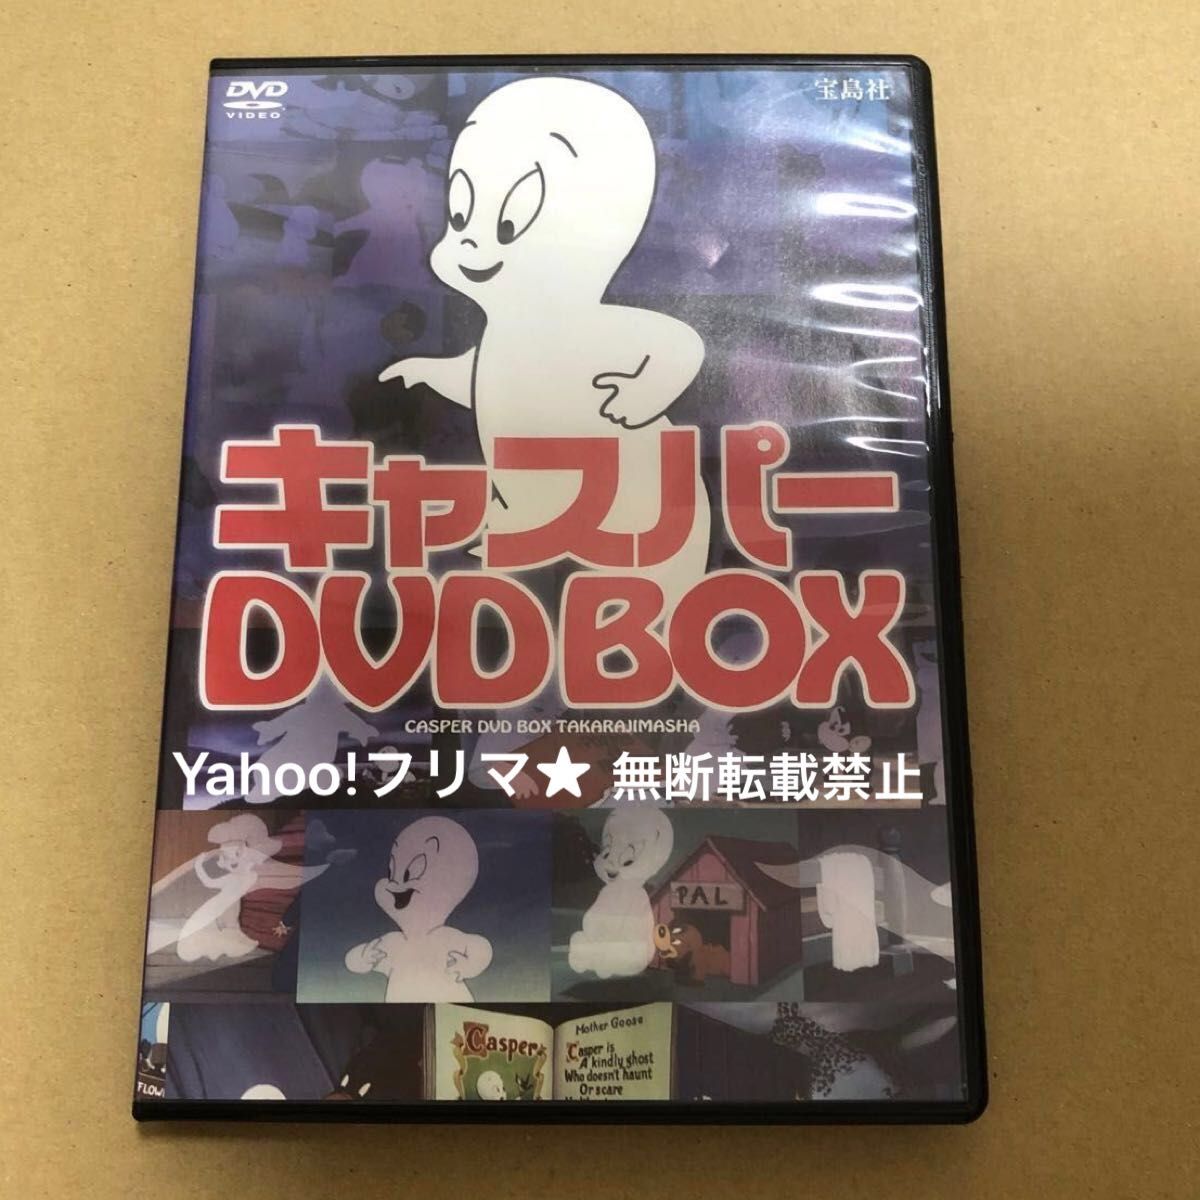 DVD
VIDEO
宝島社
キャスパー
DVD BOX
CASPER DVD BOX TAKARAJIMASHA
Yahoo!フリマ★ 無断転載禁止
PAL
Casper
Mother Goose
Casper is
A kindly ghost
Who doesn't haunt
Or scare
FLOW